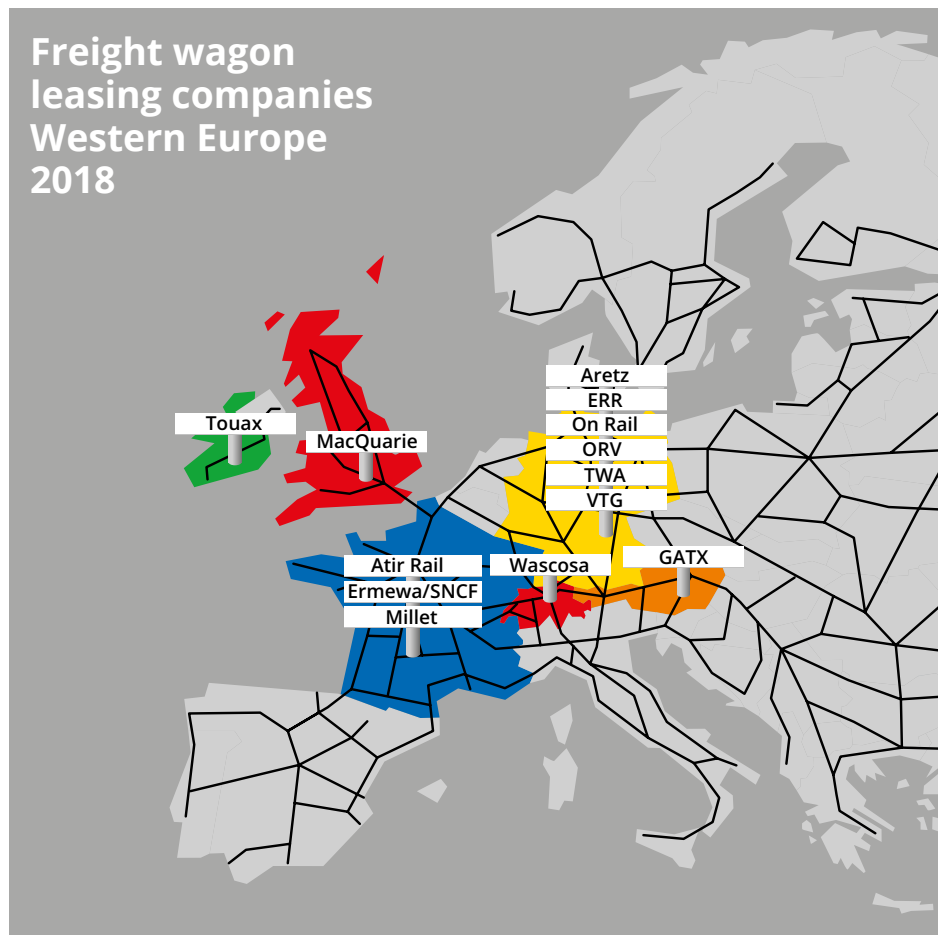 Freight wagon
leasing companies
Western Europe
2018
Aretz
ERR
On Rail
ORV
TWA
VTG
Touax
MacQuarie
GATX
Wascosa
Atir Rail
Ermewa/SNCF
Millet